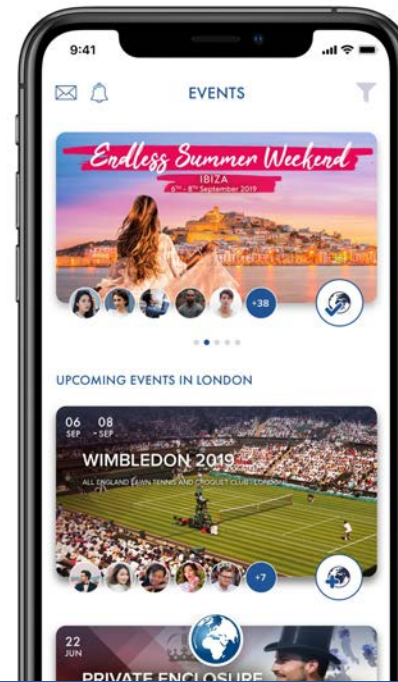 9:41
EVENTS
Endless Summer Weekend
IBIZA
6TH - 8TH September 2019
+38
UPCOMING EVENTS IN LONDON
06 08
SEP - SEP
WIMBLEDON 2019
ALL ENGLAND LAWN TENNIS AND CROQUET CLUB - LONDON
+7
22
JUN
PRIVATE ENCLOSURE